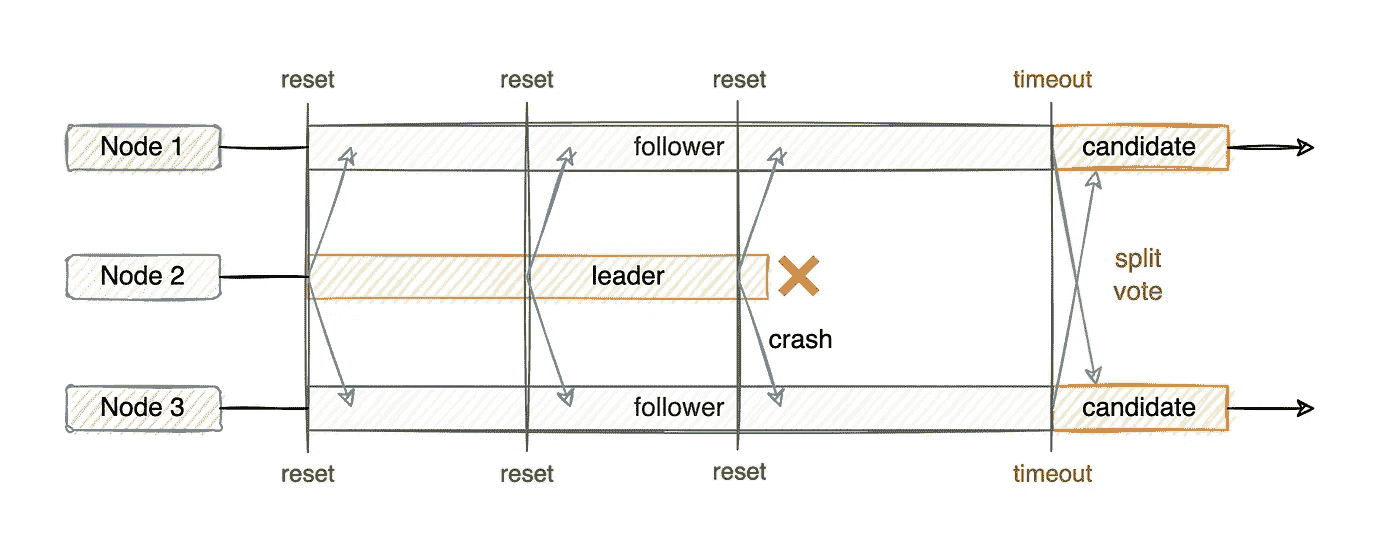 reset
reset
reset
timeout
Node 1
follower
candidate
Node 2
leader
split
vote
crash
Node 3
follower
candidate
reset
reset
reset
timeout